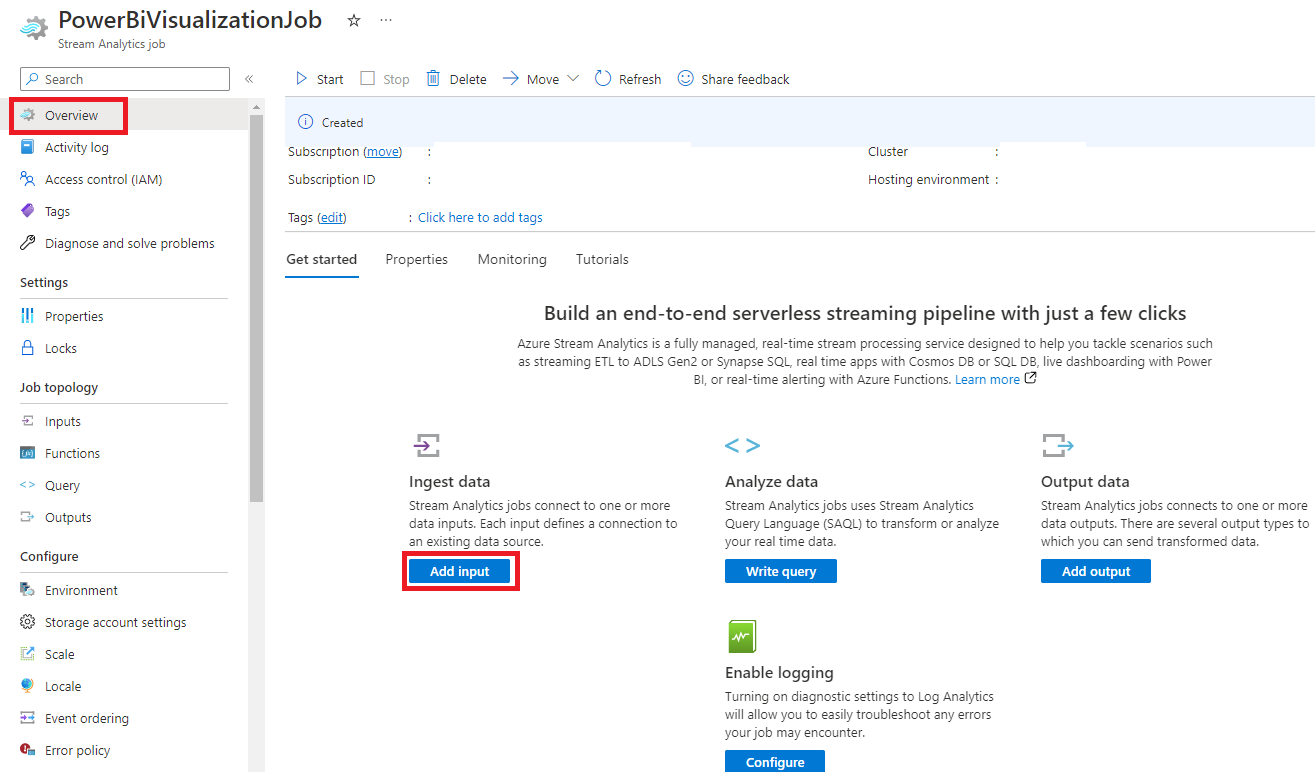 PowerBiVisualizationJob
Stream Analytics job
Search
Overview
Activity log
Access control (IAM)
Tags
Diagnose and solve problems
Settings
Properties
Locks
Job topology
Inputs
Functions
Query
Outputs
Configure
Environment
Storage account settings
Scale
Locale
Event ordering
Error policy
Start Stop Delete Move Refresh Share feedback
Created
Subscription (move) : Cluster :
Subscription ID : Hosting environment :
Tags (edit) : Click here to add tags
Get started Properties Monitoring Tutorials
Build an end-to-end serverless streaming pipeline with just a few clicks
Azure Stream Analytics is a fully managed, real-time stream processing service designed to help you tackle scenarios such
as streaming ETL to ADLS Gen2 or Synapse SQL, real time apps with Cosmos DB or SQL DB, live dashboarding with Power
BI, or real-time alerting with Azure Functions. Learn more
Ingest data
Stream Analytics jobs connect to one or more
data inputs. Each input defines a connection to
an existing data source.
Add input
Analyze data
Stream Analytics jobs uses Stream Analytics
Query Language (SAQL) to transform or analyze
your real time data.
Write query
Output data
Stream Analytics jobs connects to one or more
data outputs. There are several output types to
which you can send transformed data.
Add output
Enable logging
Turning on diagnostic settings to Log Analytics
will allow you to easily troubleshoot any errors
your job may encounter.
Configure